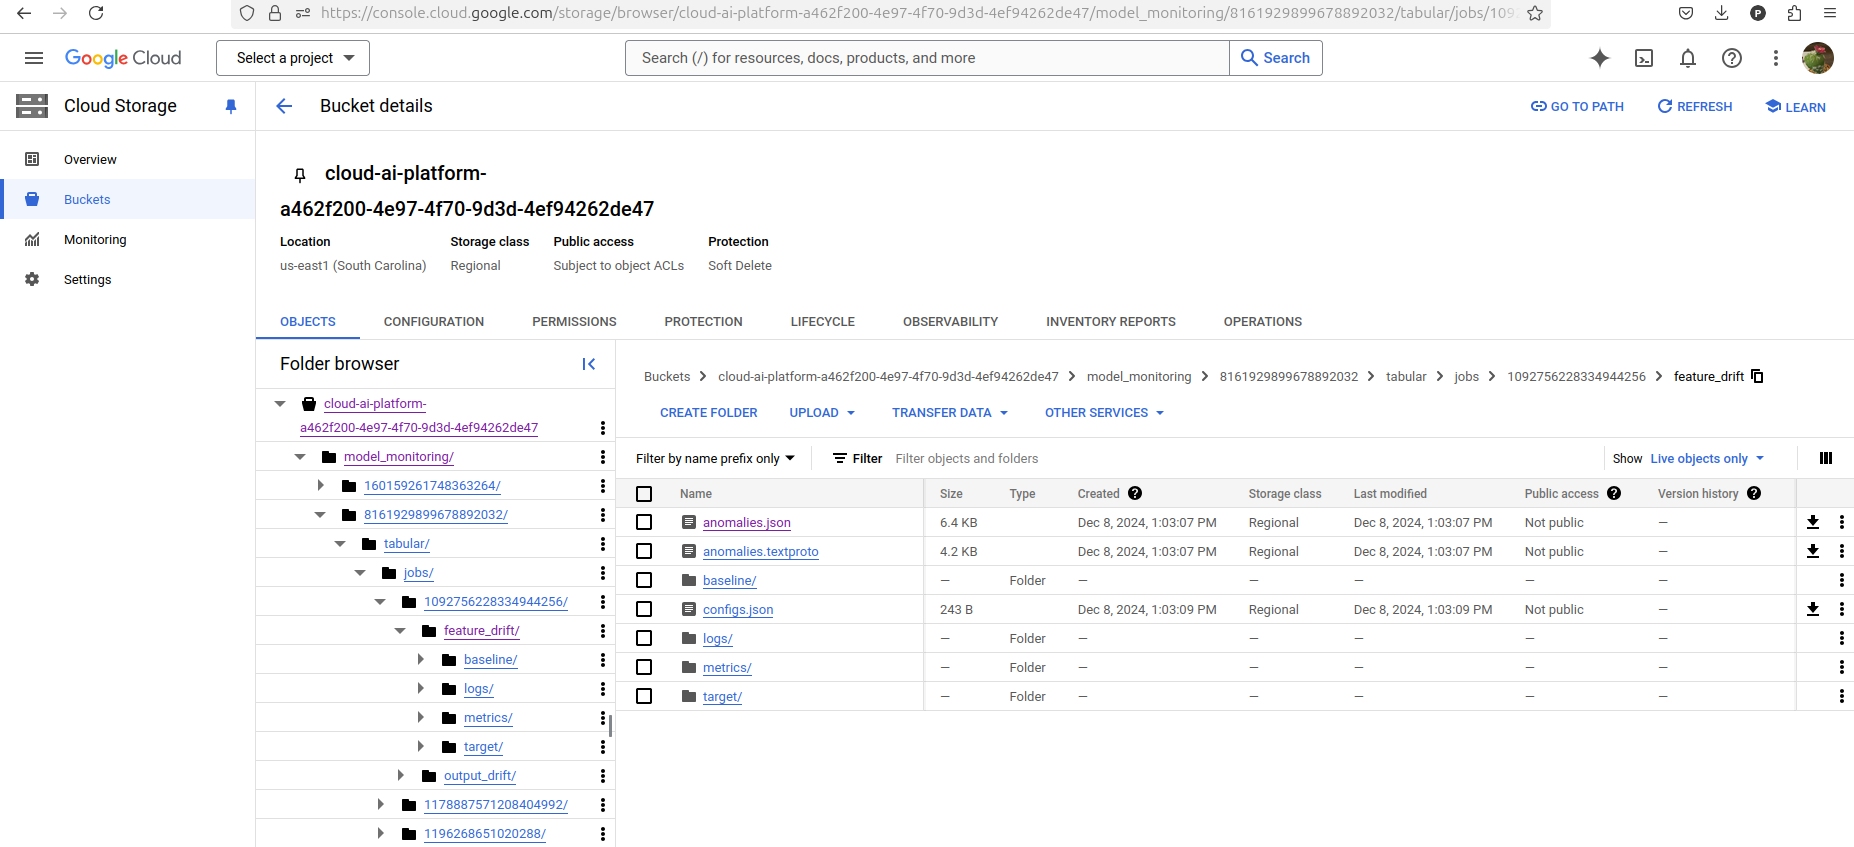 https://console.cloud.google.com/storage/browser/cloud-ai-platform-a462f200-4e97-4f70-9d3d-4ef94262de47/model_monitoring/8161929899678892032/tabular/jobs/109
Google Cloud
Select a project
Search (/) for resources, docs, products, and more
Search
Cloud Storage
Bucket details
GO TO PATH
REFRESH
LEARN
Overview
Buckets
Monitoring
Settings
cloud-ai-platform-
a462f200-4e97-4f70-9d3d-4ef94262de47
Location Storage class Public access Protection
us-east1 (South Carolina) Regional Subject to object ACLs Soft Delete
OBJECTS CONFIGURATION PERMISSIONS PROTECTION LIFECYCLE OBSERVABILITY INVENTORY REPORTS OPERATIONS
Folder browser
cloud-ai-platform-
a462f200-4e97-4f70-9d3d-4ef94262de47
model_monitoring/
160159261748363264/
8161929899678892032/
tabular/
jobs/
1092756228334944256/
feature_drift/
baseline/
logs/
metrics/
target/
output_drift/
1178887571208404992/
1196268651020288/
Buckets > cloud-ai-platform-a462f200-4e97-4f70-9d3d-4ef94262de47 > model_monitoring > 8161929899678892032 > tabular > jobs > 1092756228334944256 > feature_drift
CREATE FOLDER UPLOAD TRANSFER DATA OTHER SERVICES
Filter by name prefix only Filter Filter objects and folders Show Live objects only
Name Size Type Created Storage class Last modified Public access Version history
anomalies.json 6.4 KB Dec 8, 2024, 1:03:07 PM Regional Dec 8, 2024, 1:03:07 PM Not public —
anomalies.textproto 4.2 KB Dec 8, 2024, 1:03:07 PM Regional Dec 8, 2024, 1:03:07 PM Not public —
baseline/ — Folder — — — — —
configs.json 243 B Dec 8, 2024, 1:03:09 PM Regional Dec 8, 2024, 1:03:09 PM Not public —
logs/ — Folder — — — — —
metrics/ — Folder — — — — —
target/ — Folder — — — — —